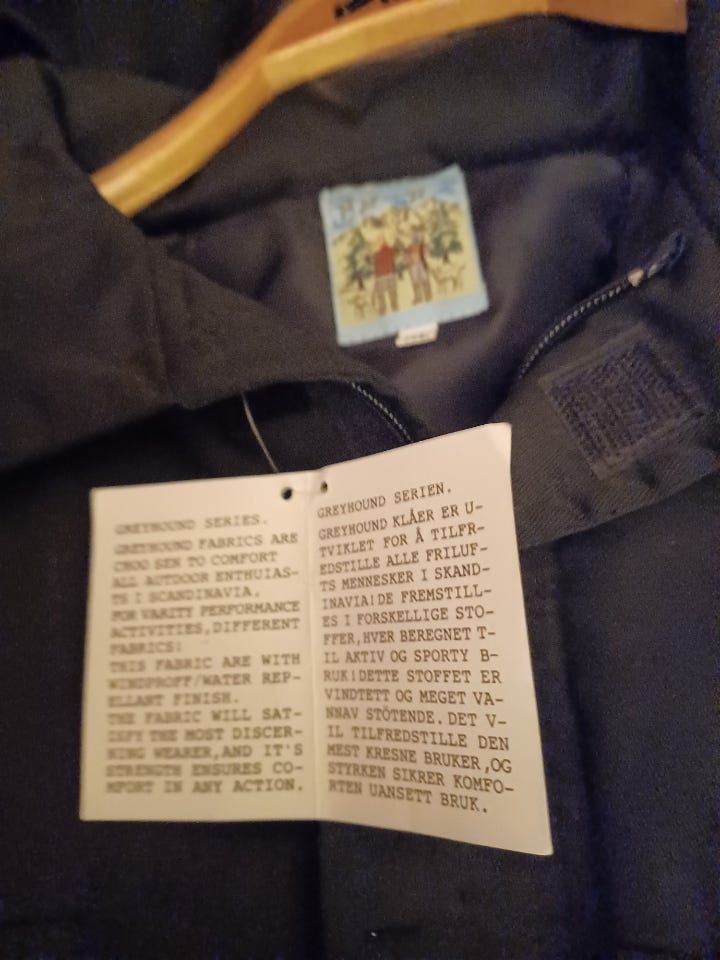 GREYHOUND SERIES.
GREYHOUND FABRICS ARE
CHOO SEN TO COMFORT
ALL AUTDOOR ENTHUIAS-
TS I SCANDINAVIA.
FOR VARITY PERFORMANCE
ACTIVITIES,DIFFERENT
FABRICS!
THIS FABRIC ARE WITH
WINDPROFF/WATER REP-
ELLANT FINISH.
THE FABRIC WILL SAT-
ISFY THE MOST DISCER-
NING WEARER,AND IT'S
STRENGTH ENSURES CO-
MFORT IN ANY ACTION.
GREYHOUND SERIEN.
GREYHOUND KLÅER ER U-
TVIKLET FOR Å TILFR-
EDSTILLE ALLE FRILUF-
TS MENNESKER I SKAND-
INAVIA!DE FREMSTILL-
ES I FORSKELLIGE STO-
FFER,HVER BEREGNET T-
IL AKTIV OG SPORTY B-
RUK!DETTE STOFFET ER
VINDTETT OG MEGET VA-
NNAV STÖTENDE.DET V-
IL TILFREDSTILLE DEN
MEST KRESNE BRUKER,OG
STYRKEN SIKRER KOMFO-
RTEN UANSETT BRUK.